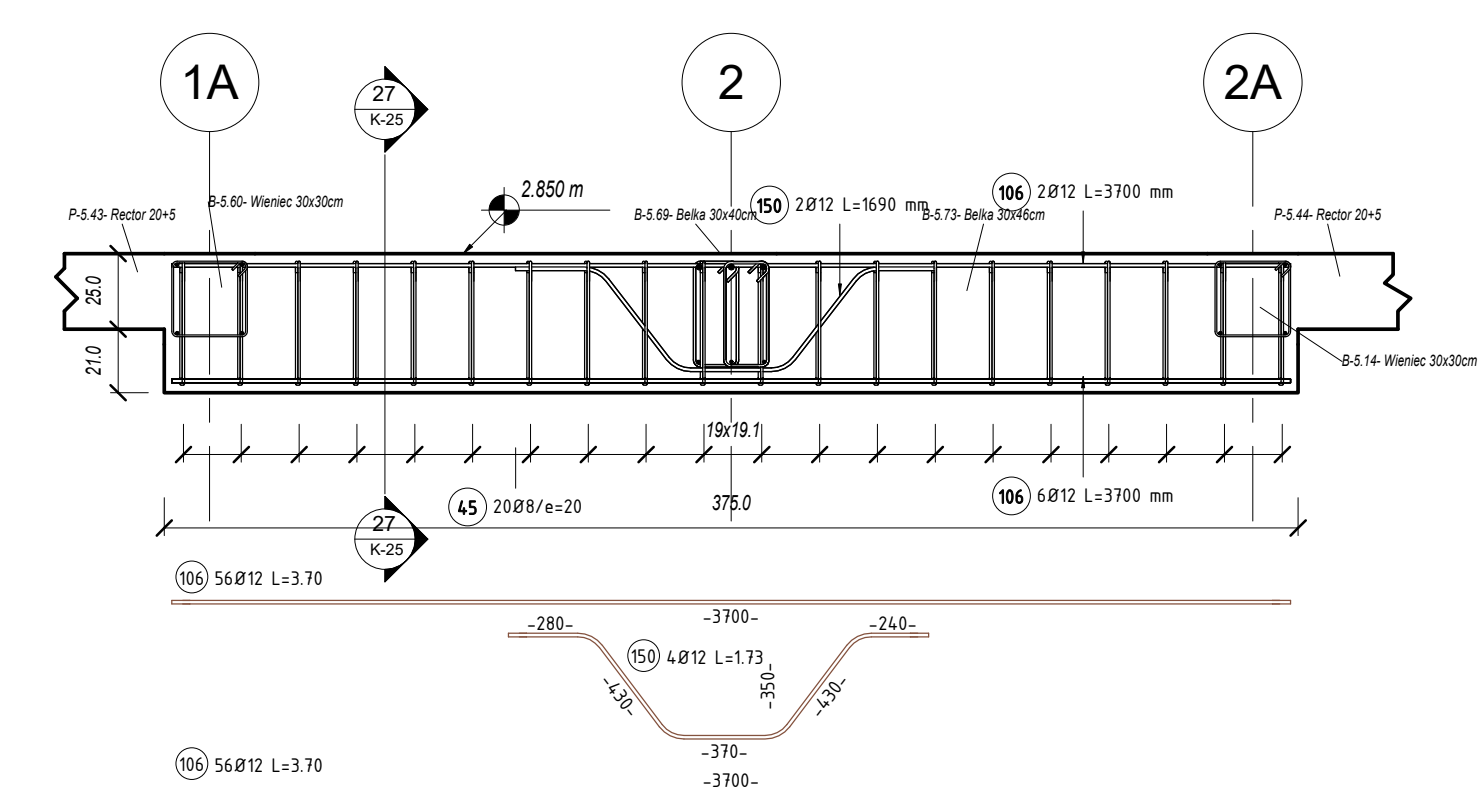 1A
2
2A
27
K-25
2.850 m
150 2Ø12 L=1690 mm
106 2Ø12 L=3700 mm
P-5.43- Rector 20+5
B-5.60- Wieniec 30x30cm
B-5.69- Belka 30x40cm
B-5.73- Belka 30x46cm
P-5.44- Rector 20+5
25.0
21.0
B-5.14- Wieniec 30x30cm
19x19.1
45 20Ø8/e=20
375.0
106 6Ø12 L=3700 mm
27
K-25
106 56Ø12 L=3.70
-3700-
-280-
-240-
150 4Ø12 L=1.73
-430-
-350-
-430-
-370-
106 56Ø12 L=3.70
-3700-